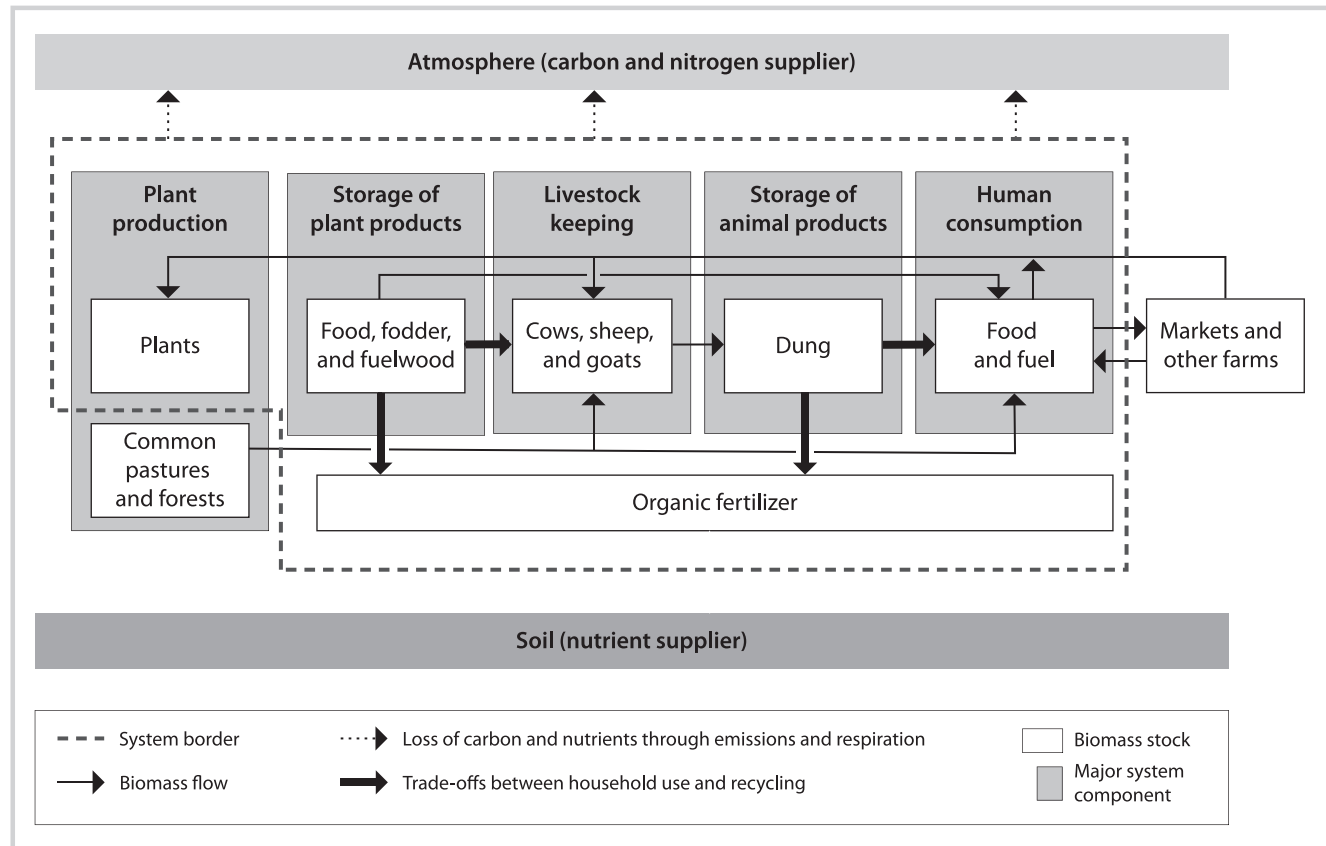 Atmosphere (carbon and nitrogen supplier)
Plant
production
Storage of
plant products
Livestock
keeping
Storage of
animal products
Human
consumption
Plants
Food, fodder,
and fuelwood
Cows, sheep,
and goats
Dung
Food
and fuel
Markets and
other farms
Common
pastures
and forests
Organic fertilizer
Soil (nutrient supplier)
System border
Loss of carbon and nutrients through emissions and respiration
Biomass stock
Biomass flow
Trade-offs between household use and recycling
Major system
component